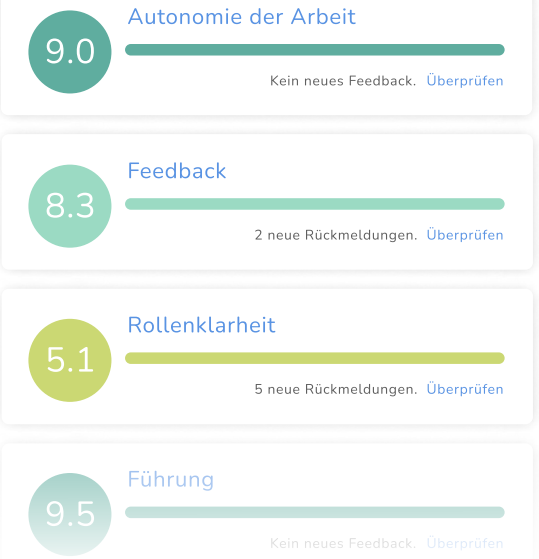 Autonomie der Arbeit
9.0
Kein neues Feedback. Überprüfen
Feedback
8.3
2 neue Rückmeldungen. Überprüfen
Rollenklarheit
5.1
5 neue Rückmeldungen. Überprüfen
Führung
9.5
Kein neues Feedback. Überprüfen